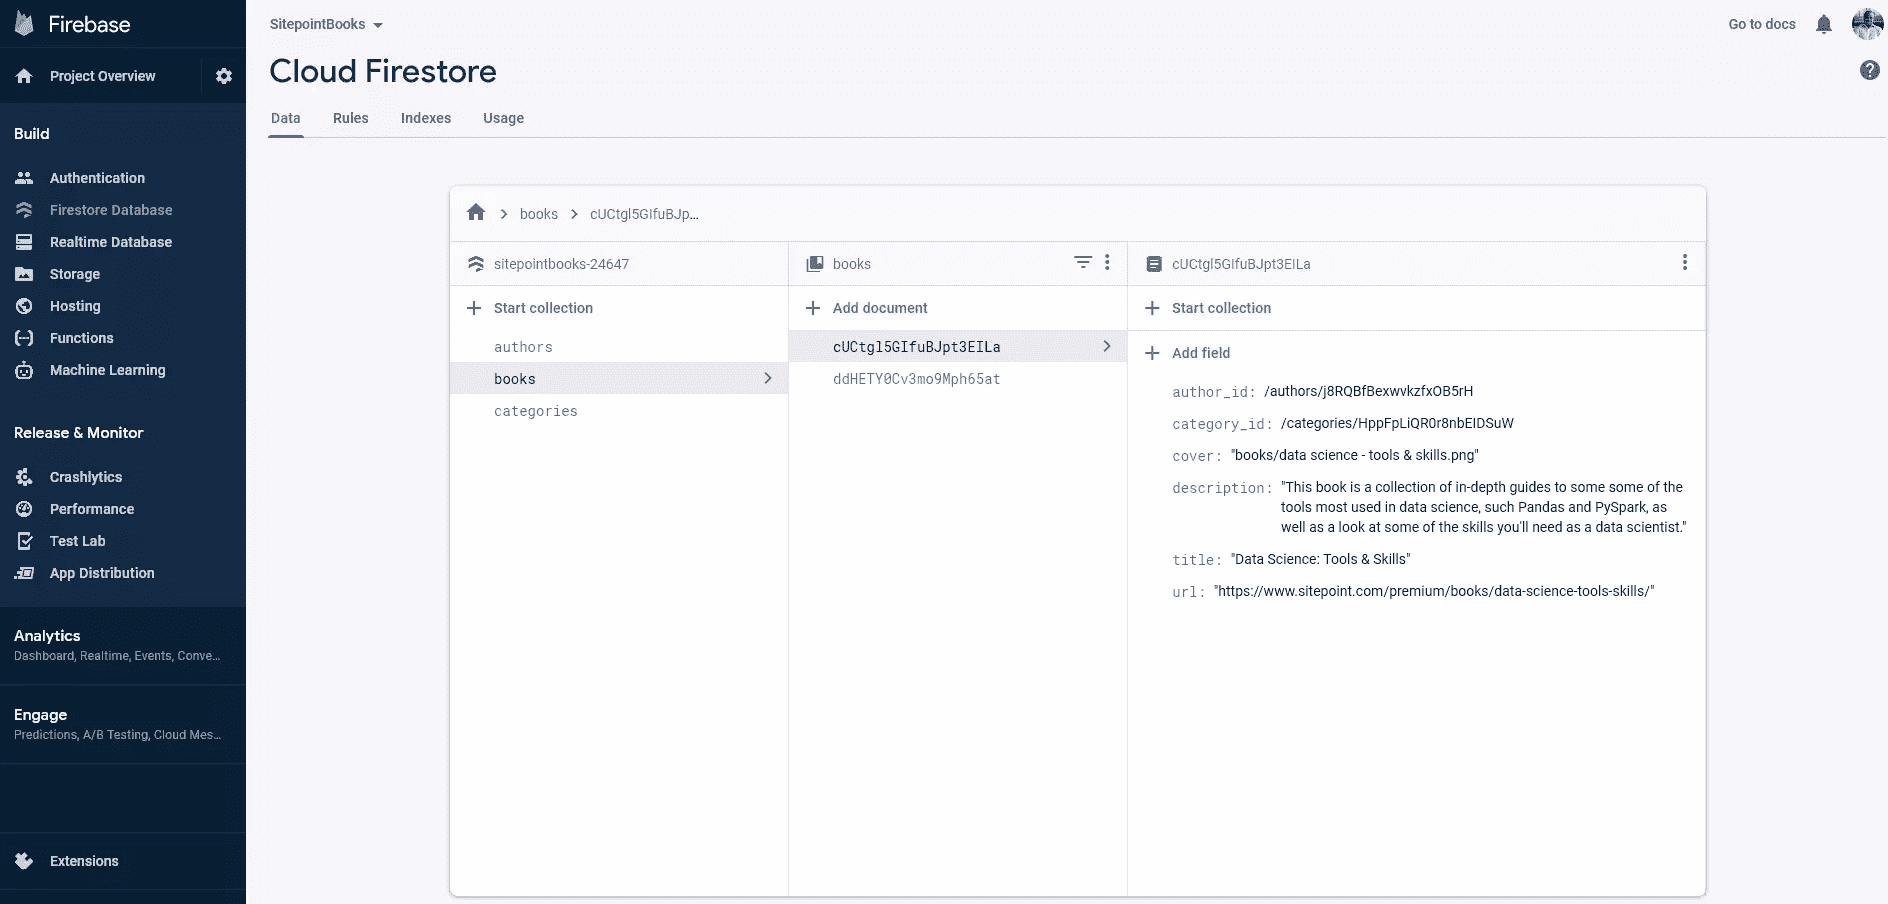 Firebase
Project Overview
Build
Authentication
Firestore Database
Realtime Database
Storage
Hosting
Functions
Machine Learning
Release & Monitor
Crashlytics
Performance
Test Lab
App Distribution
Analytics
Dashboard, Realtime, Events, Conve...
Engage
Predictions, A/B Testing, Cloud Mes...
Extensions
SitepointBooks
Go to docs
Cloud Firestore
Data Rules Indexes Usage
books cUCtgl5GIfuBJp...
sitepointbooks-24647
Start collection
authors
books
categories
books
Add document
cUCtgl5GIfuBJpt3EILa
ddHETY0Cv3mo9Mph65at
cUCtgl5GIfuBJpt3EILa
Start collection
Add field
author_id: /authors/j8RQBfBexwvkzfxOB5rH
category_id: /categories/HppFpLiQR0r8nbEIDSuW
cover: "books/data science - tools & skills.png"
description: "This book is a collection of in-depth guides to some some of the
tools most used in data science, such Pandas and PySpark, as
well as a look at some of the skills you'll need as a data scientist."
title: "Data Science: Tools & Skills"
url: "https://www.sitepoint.com/premium/books/data-science-tools-skills/"